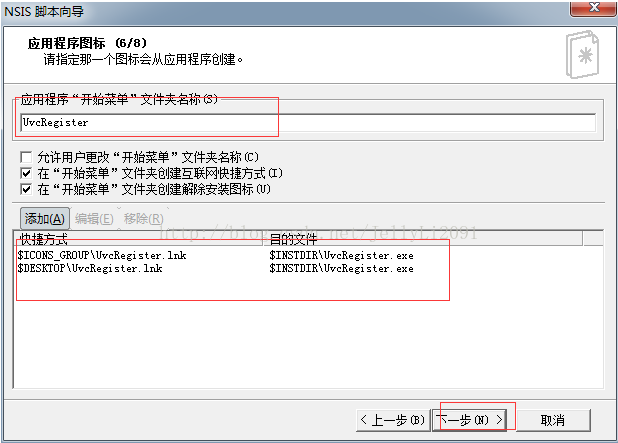 NSIS 脚本向导
应用程序图标 (6/8)
请指定那一个图标会从应用程序创建。
应用程序“开始菜单”文件夹名称(S)
UvcRegister
允许用户更改“开始菜单”文件夹名称(C)
在“开始菜单”文件夹创建互联网快捷方式(I)
在“开始菜单”文件夹创建解除安装图标(U)
添加(A) 编辑(E) 移除(R)
快捷方式 目的文件
$ICONS_GROUP\UvcRegister.lnk $INSTDIR\UvcRegister.exe
$DESKTOP\UvcRegister.lnk $INSTDIR\UvcRegister.exe
< 上一步(B) 下一步(N) > 取消